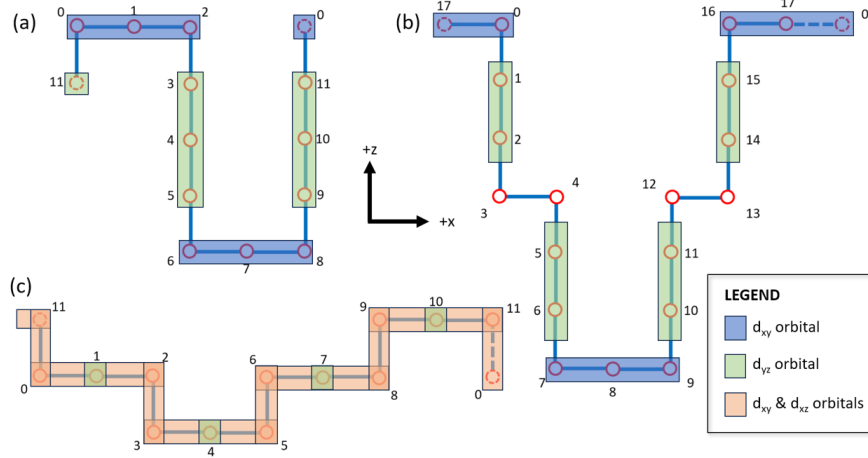 (a)
0 1 2 0
11 3 11
4 10
5 9
6 7 8
+z
+x
(b)
17 0 16 17 0
1 15
2 14
3 4 12 13
5 11
6 10
7 8 9
(c)
11 9 10 11
0 1 2 6 7 8 0
3 4 5
LEGEND
dxy orbital
dyz orbital
dxy & dxz orbitals